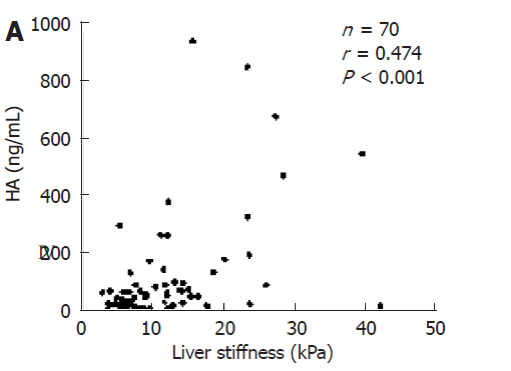 A
n = 70
r = 0.474
P < 0.001
HA (ng/mL)
1000
800
600
400
200
0
0 10 20 30 40 50
Liver stiffness (kPa)